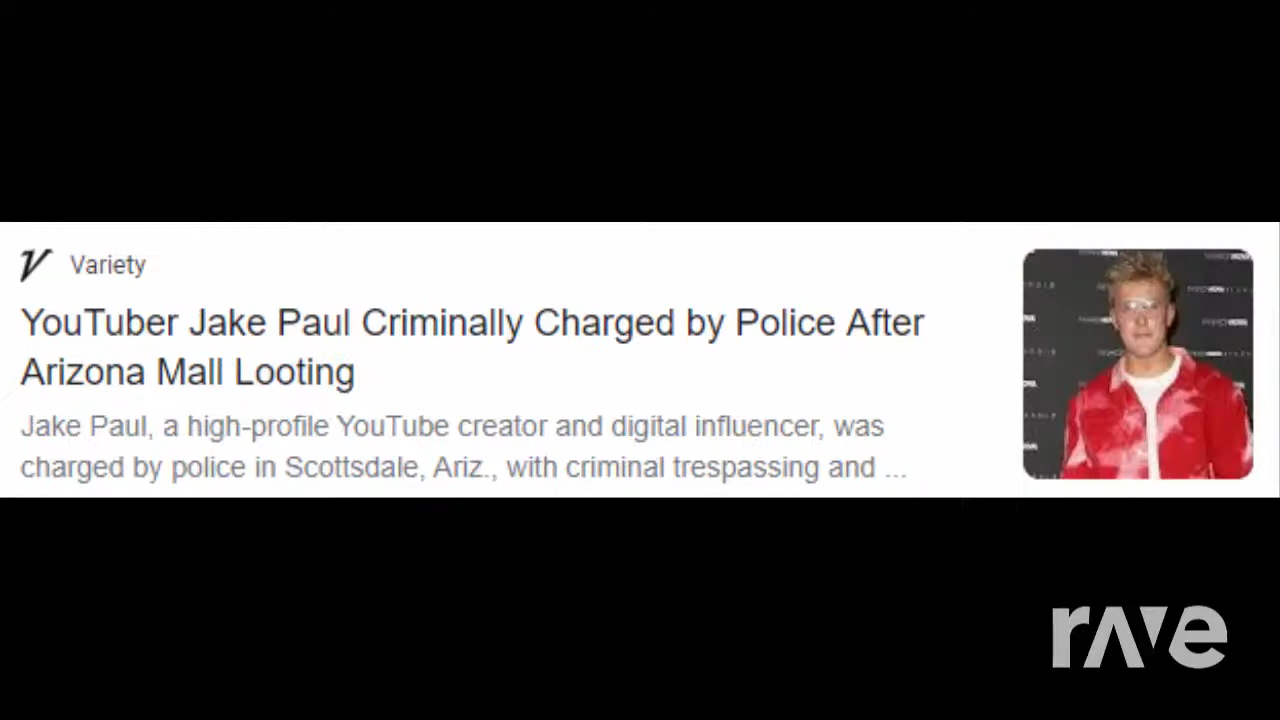 Variety
YouTuber Jake Paul Criminally Charged by Police After
Arizona Mall Looting
Jake Paul, a high-profile YouTube creator and digital influencer, was
charged by police in Scottsdale, Ariz., with criminal trespassing and ...
rave